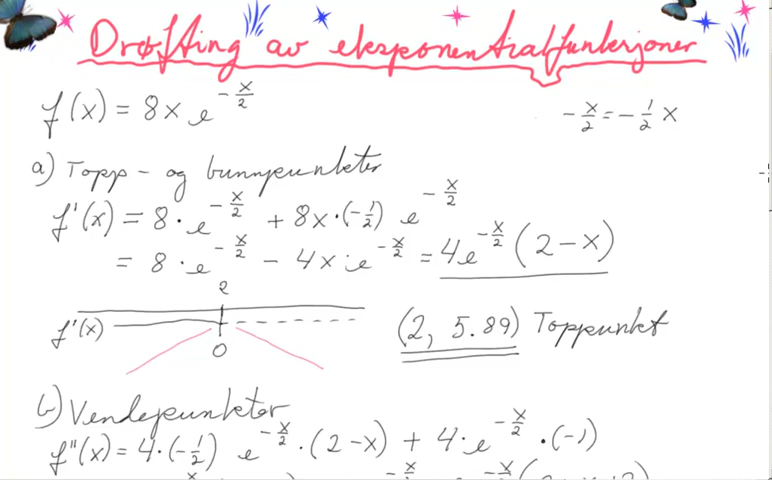 Drøfting av eksponentialfunksjoner
f(x) = 8x e^{-x/2}
-x/2 = -1/2 x
a) Topp- og bunnpunkter
f'(x) = 8 · e^{-x/2} + 8x · (-1/2) e^{-x/2}
= 8 · e^{-x/2} - 4x · e^{-x/2} = 4e^{-x/2} (2-x)
2
f'(x)
0
(2, 5.89) Toppunkt
b) Vendepunkter
f''(x) = 4 · (-1/2) e^{-x/2} · (2-x) + 4 · e^{-x/2} · (-1)